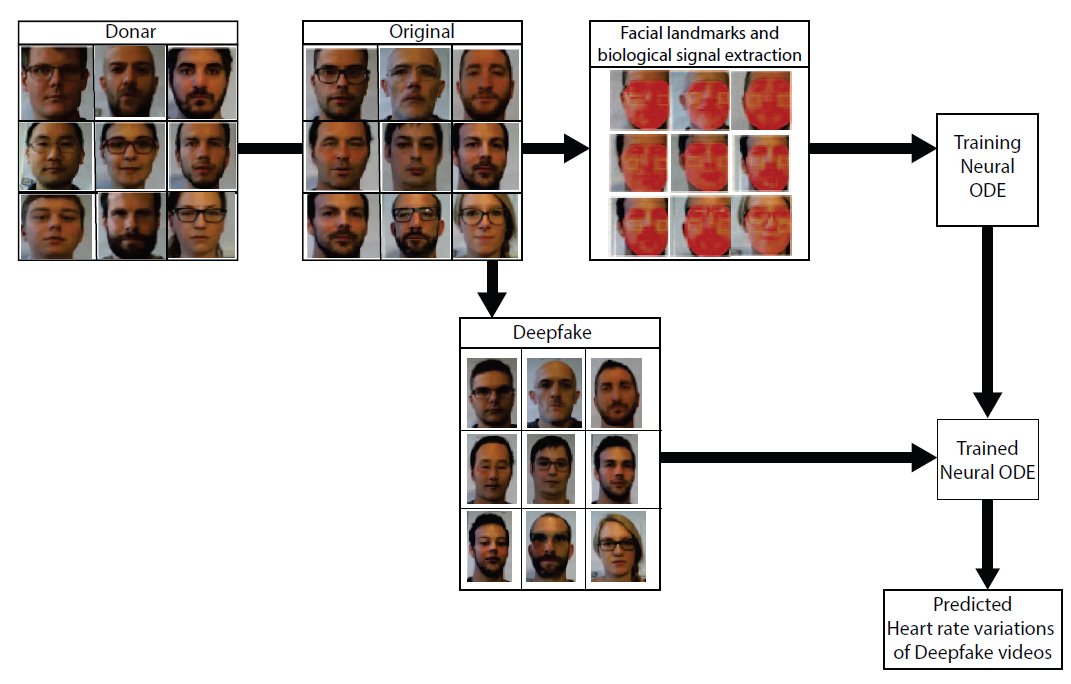 Donar
Original
Facial landmarks and
biological signal extraction
Training
Neural
ODE
Deepfake
Trained
Neural ODE
Predicted
Heart rate variations
of Deepfake videos